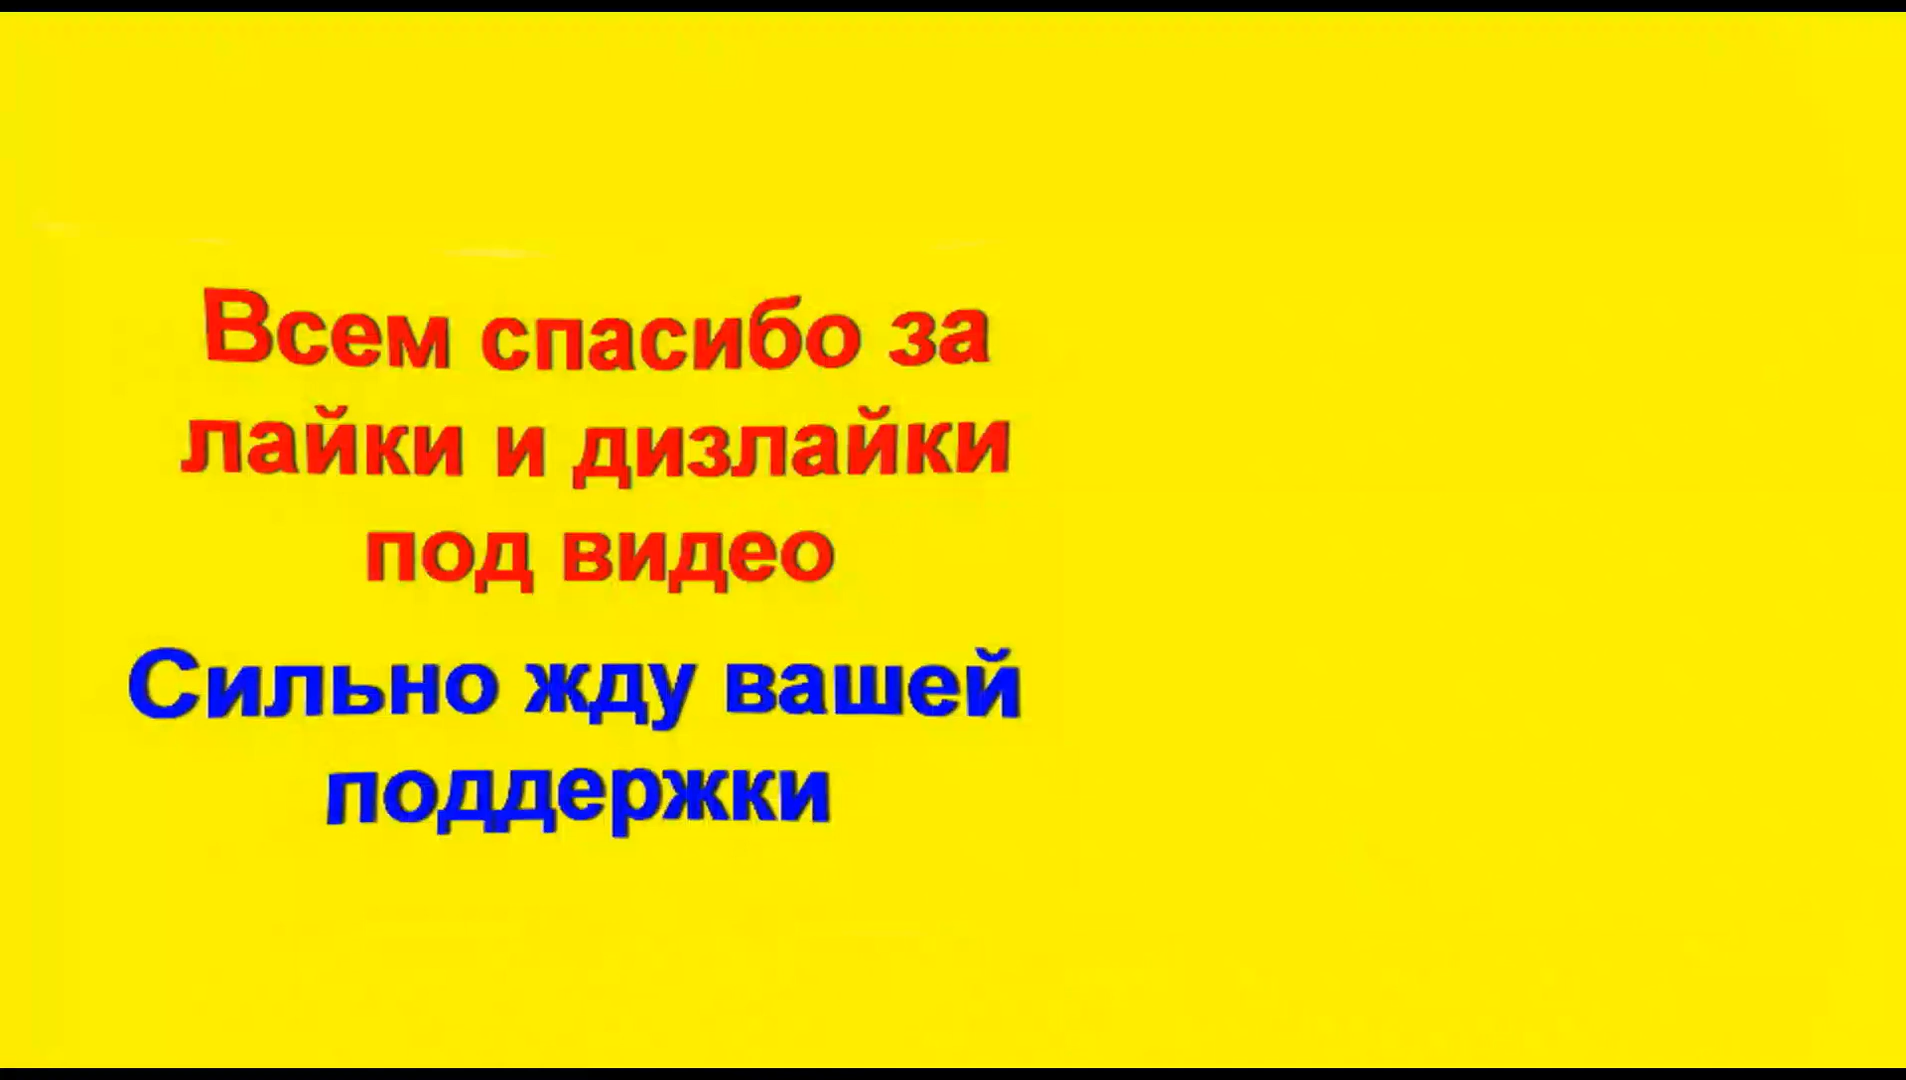 Всем спасибо за
лайки и дизлайки
под видео
Сильно жду вашей
поддержки